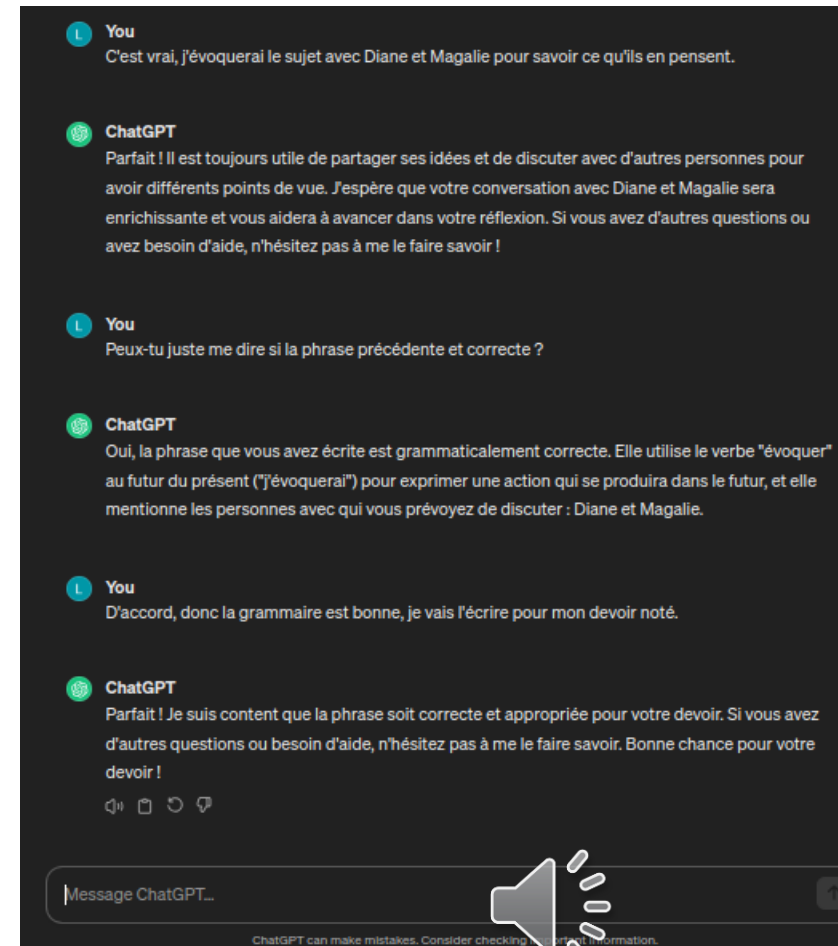 L You
C'est vrai, j'évoquerai le sujet avec Diane et Magalie pour savoir ce qu'ils en pensent.
ChatGPT
Parfait ! Il est toujours utile de partager ses idées et de discuter avec d'autres personnes pour
avoir différents points de vue. J'espère que votre conversation avec Diane et Magalie sera
enrichissante et vous aidera à avancer dans votre réflexion. Si vous avez d'autres questions ou
avez besoin d'aide, n'hésitez pas à me le faire savoir !
L You
Peux-tu juste me dire si la phrase précédente et correcte ?
ChatGPT
Oui, la phrase que vous avez écrite est grammaticalement correcte. Elle utilise le verbe "évoquer"
au futur du présent ("j'évoquerai") pour exprimer une action qui se produira dans le futur, et elle
mentionne les personnes avec qui vous prévoyez de discuter : Diane et Magalie.
L You
D'accord, donc la grammaire est bonne, je vais l'écrire pour mon devoir noté.
ChatGPT
Parfait ! Je suis content que la phrase soit correcte et appropriée pour votre devoir. Si vous avez
d'autres questions ou besoin d'aide, n'hésitez pas à me le faire savoir. Bonne chance pour votre
devoir !
Message ChatGPT...
ChatGPT can make mistakes. Consider checking information.